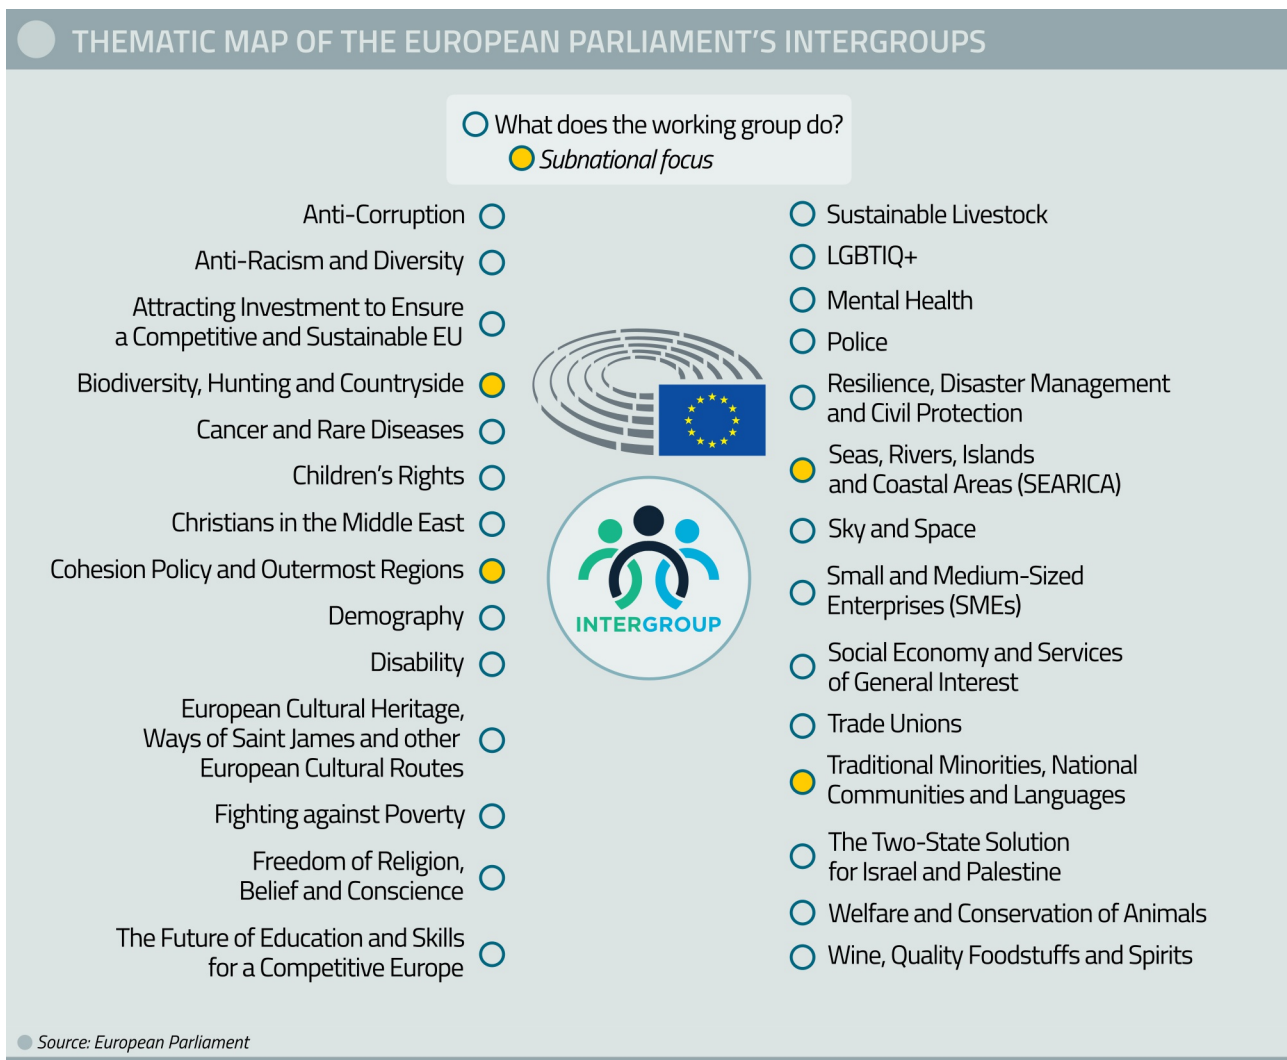 THEMATIC MAP OF THE EUROPEAN PARLIAMENT'S INTERGROUPS
What does the working group do?
Subnational focus
Anti-Corruption
Anti-Racism and Diversity
Attracting Investment to Ensure
a Competitive and Sustainable EU
Biodiversity, Hunting and Countryside
Cancer and Rare Diseases
Children's Rights
Christians in the Middle East
Cohesion Policy and Outermost Regions
Demography
Disability
European Cultural Heritage,
Ways of Saint James and other
European Cultural Routes
Fighting against Poverty
Freedom of Religion,
Belief and Conscience
The Future of Education and Skills
for a Competitive Europe
INTERGROUP
Sustainable Livestock
LGBTIQ+
Mental Health
Police
Resilience, Disaster Management
and Civil Protection
Seas, Rivers, Islands
and Coastal Areas (SEARICA)
Sky and Space
Small and Medium-Sized
Enterprises (SMEs)
Social Economy and Services
of General Interest
Trade Unions
Traditional Minorities, National
Communities and Languages
The Two-State Solution
for Israel and Palestine
Welfare and Conservation of Animals
Wine, Quality Foodstuffs and Spirits
Source: European Parliament